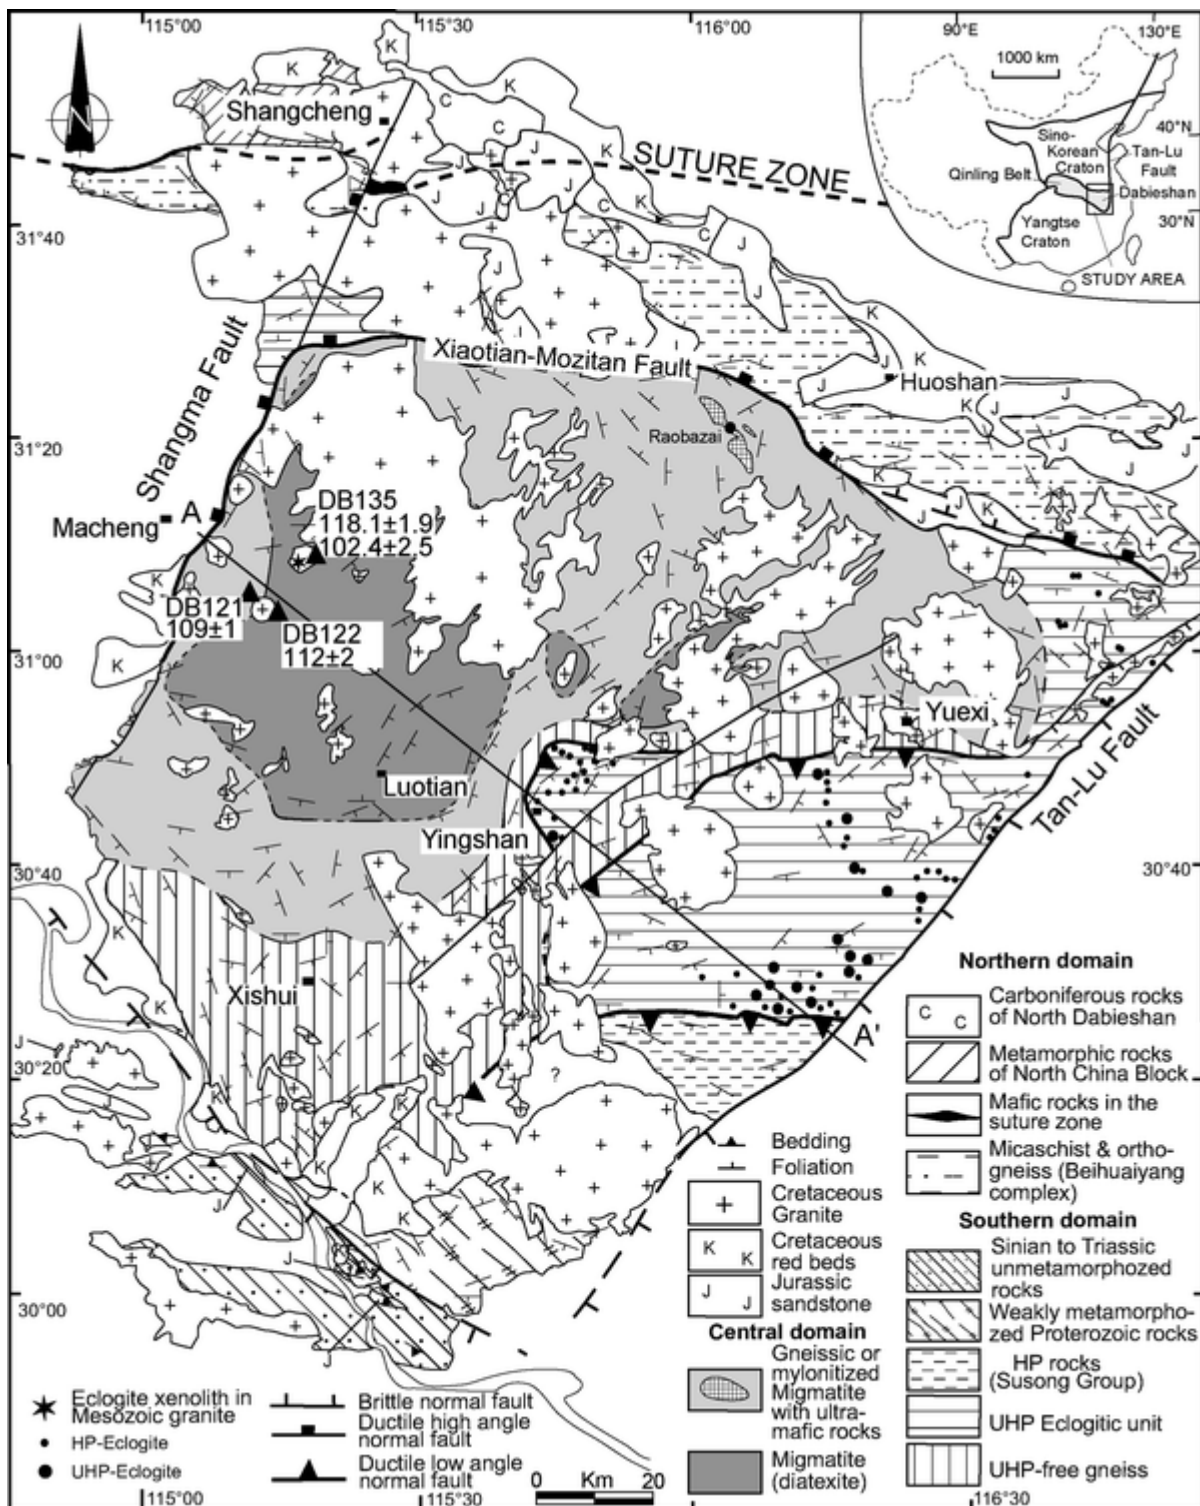 115°00
115°30
116°00
90°E
130°E
1000 km
40°N
30°N
Sino-
Korean
Craton
Tan-Lu
Fault
Qinling Belt
Dabieshan
Yangtse
Craton
STUDY AREA
N
K
Shangcheng
K
K
C
C
J
K
SUTURE ZONE
J
J
J
J
C
K
C
J
J
J
31°40
K
Shangma Fault
Xiaotian-Mozitan Fault
J
K
Huoshan
J
K
J
J
J
31°20
Raobazai
K
J
K
J
Macheng
A
DB135
118.1±1.9
102.4±2.5
K
DB121
109±1
DB122
112±2
K
31°00
Yuexi
Tan-Lu Fault
Luotian
Yingshan
30°40
30°40
K
K
Xishui
A'
J
30°20
J
K
K
K
K
?
K
K
J
J
30°00
J
Northern domain
C
C
Carboniferous rocks
of North Dabieshan
Metamorphic rocks
of North China Block
Mafic rocks in the
suture zone
Micaschist & ortho-
gneiss (Beihuaiyang
complex)
Southern domain
Sinian to Triassic
unmetamorphozed
rocks
Weakly metamorpho-
zed Proterozoic rocks
HP rocks
(Susong Group)
UHP Eclogitic unit
UHP-free gneiss
Bedding
Foliation
Cretaceous
Granite
K
K
Cretaceous
red beds
J
J
Jurassic
sandstone
Central domain
Gneissic or
mylonitized
Migmatite
with ultra-
mafic rocks
Migmatite
(diatexite)
Eclogite xenolith in
Mesozoic granite
HP-Eclogite
UHP-Eclogite
Brittle normal fault
Ductile high angle
normal fault
Ductile low angle
normal fault
0 Km 20
115°00
115°30
116°30